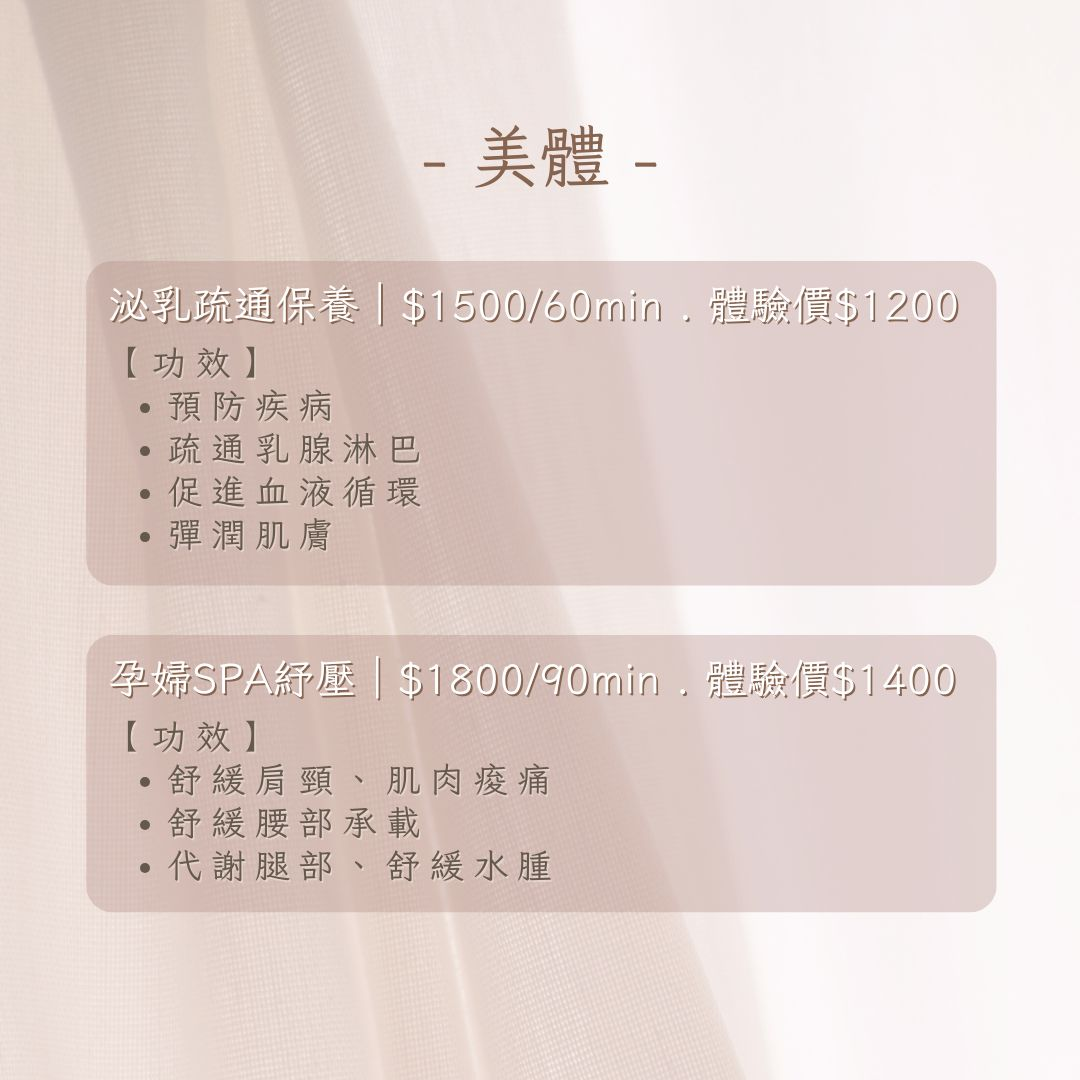 - 美體 -
泌乳疏通保養｜$1500/60min . 體驗價$1200
【功效】
• 預防疾病
• 疏通乳腺淋巴
• 促進血液循環
• 彈潤肌膚
孕婦SPA紓壓｜$1800/90min . 體驗價$1400
【功效】
• 舒緩肩頸、肌肉痠痛
• 舒緩腰部承載
• 代謝腿部、舒緩水腫